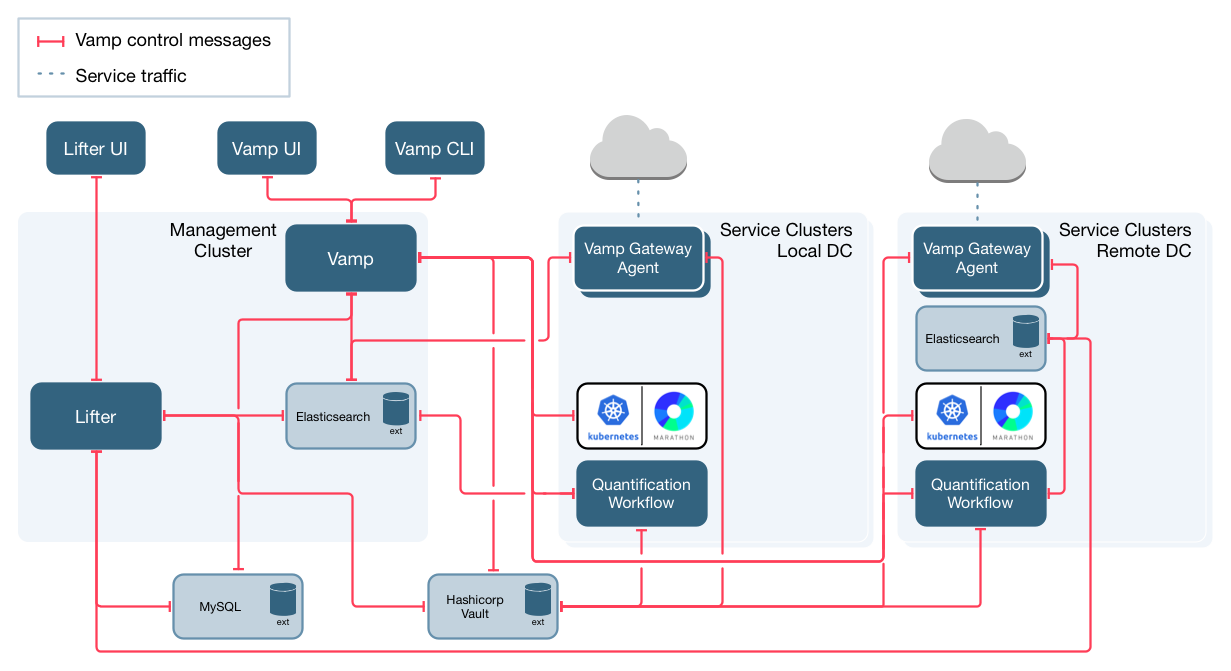 Vamp control messages
Service traffic
Lifter UI
Vamp UI
Vamp CLI
Management
Cluster
Vamp
Vamp Gateway
Agent
Service Clusters
Local DC
Vamp Gateway
Agent
Service Clusters
Remote DC
Elasticsearch
ext
Lifter
Elasticsearch
ext
kubernetes
MARATHON
kubernetes
MARATHON
Quantification
Workflow
Quantification
Workflow
MySQL
ext
Hashicorp
Vault
ext